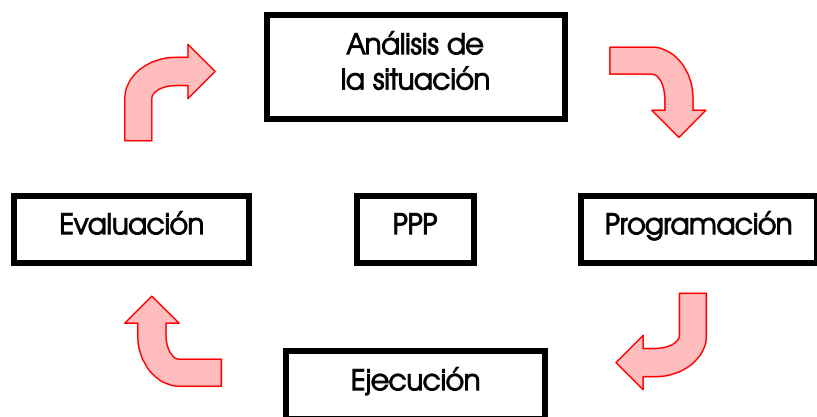 Análisis de
la situación
Evaluación
PPP
Programación
Ejecución